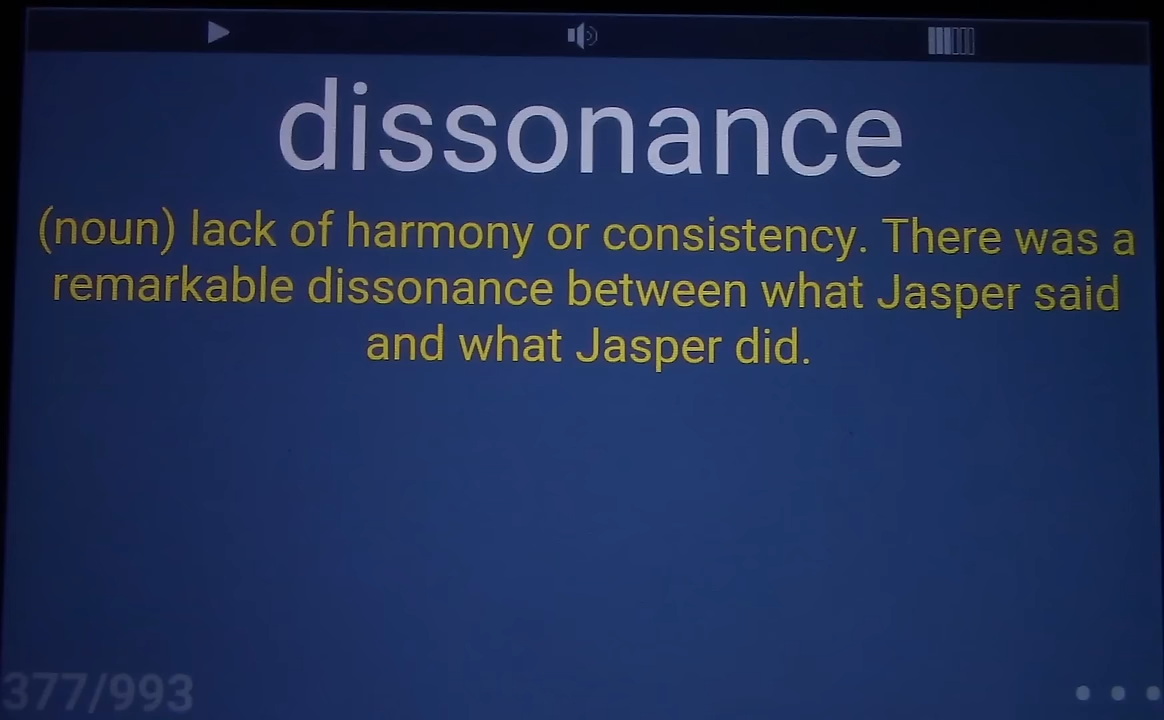 dissonance
(noun) lack of harmony or consistency. There was a
remarkable dissonance between what Jasper said
and what Jasper did.
377/993